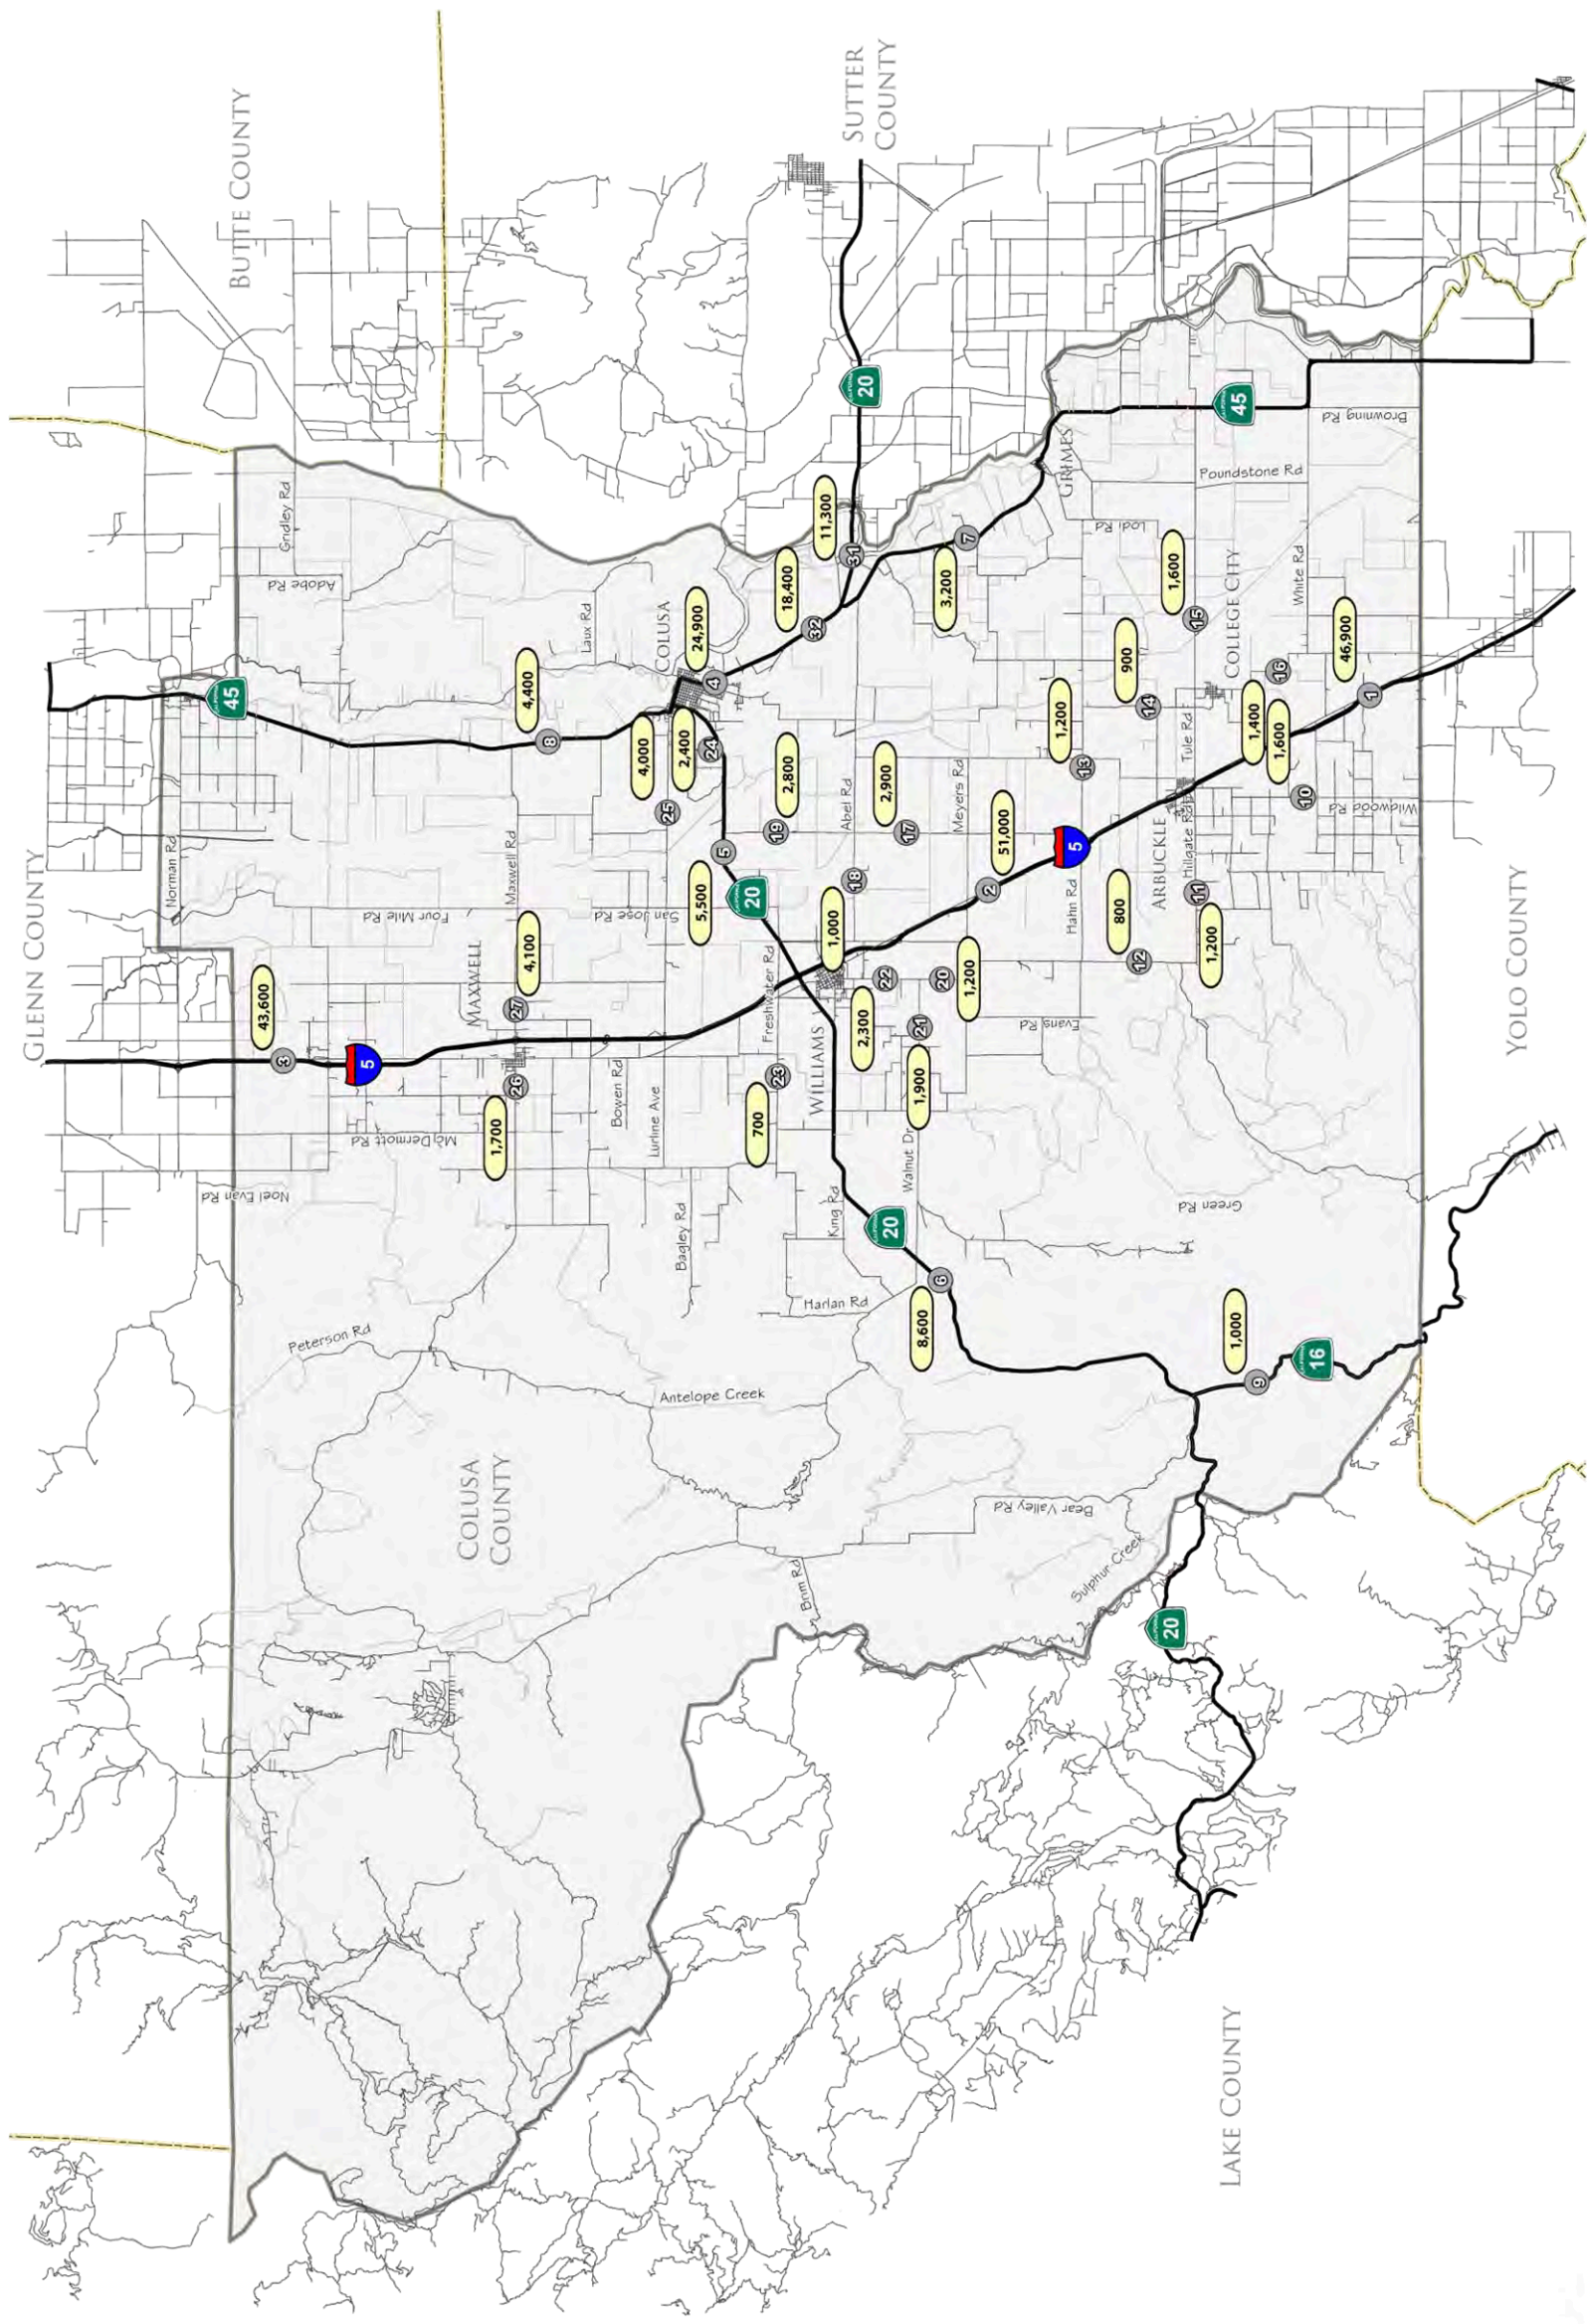 GLENN COUNTY
BUTTE COUNTY
SUTTER
COUNTY
YOLO COUNTY
LAKE COUNTY
COLUSA
COUNTY
Norman Rd
Gridley Rd
Adobe Rd
45
43,600
3
5
Four Mile Rd
McDermott Rd
Noel Evan Rd
Peterson Rd
Maxwell Rd
MAXWELL
4,100
27
26
1,700
4,400
8
Laux Rd
COLUSA
24,900
4
4,000
2,400
24
25
San Jose Rd
Bowen Rd
Lurline Ave
Bagley Rd
Antelope Creek
5,500
5
20
2,800
19
18,400
32
11,300
31
20
Freshwater Rd
700
23
WILLIAMS
1,000
18
Abel Rd
King Rd
Harlan Rd
Brim Rd
2,900
17
2,300
22
20
1,200
21
1,900
Walnut Dr
20
6
8,600
3,200
7
Meyers Rd
51,000
2
5
Evans Rd
Hahn Rd
Bear Valley Rd
Sulphur Creek
GRIMES
Lodi Rd
1,200
13
900
14
800
12
1,600
15
ARBUCKLE
Hillgate Rd
Tule Rd
11
1,200
Green Rd
Poundstone Rd
45
COLLEGE CITY
White Rd
Browning Rd
1,400
16
1,600
10
Wildwood Rd
46,900
1
1,000
9
16
20